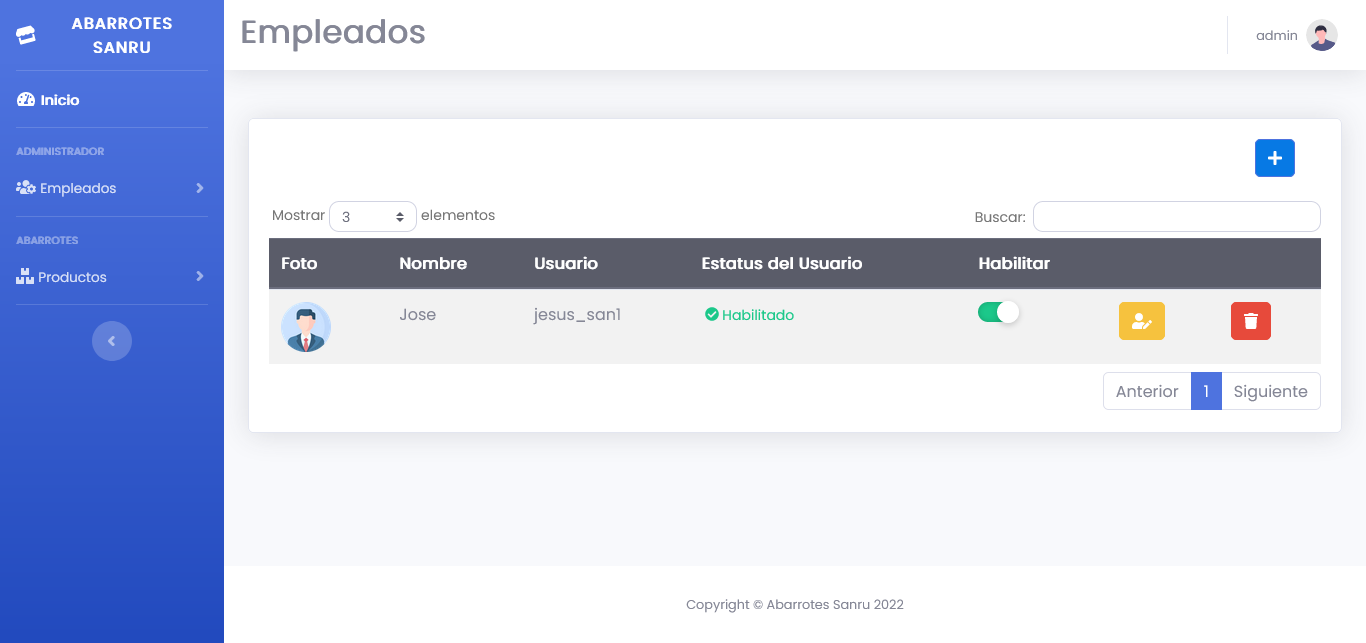 ABARROTES
SANRU
Empleados
admin
Inicio
ADMINISTRADOR
Empleados
ABARROTES
Productos
Mostrar 3 elementos
Buscar:
Foto Nombre Usuario Estatus del Usuario Habilitar
Jose jesus_san1 Habilitado
Anterior 1 Siguiente
Copyright © Abarrotes Sanru 2022